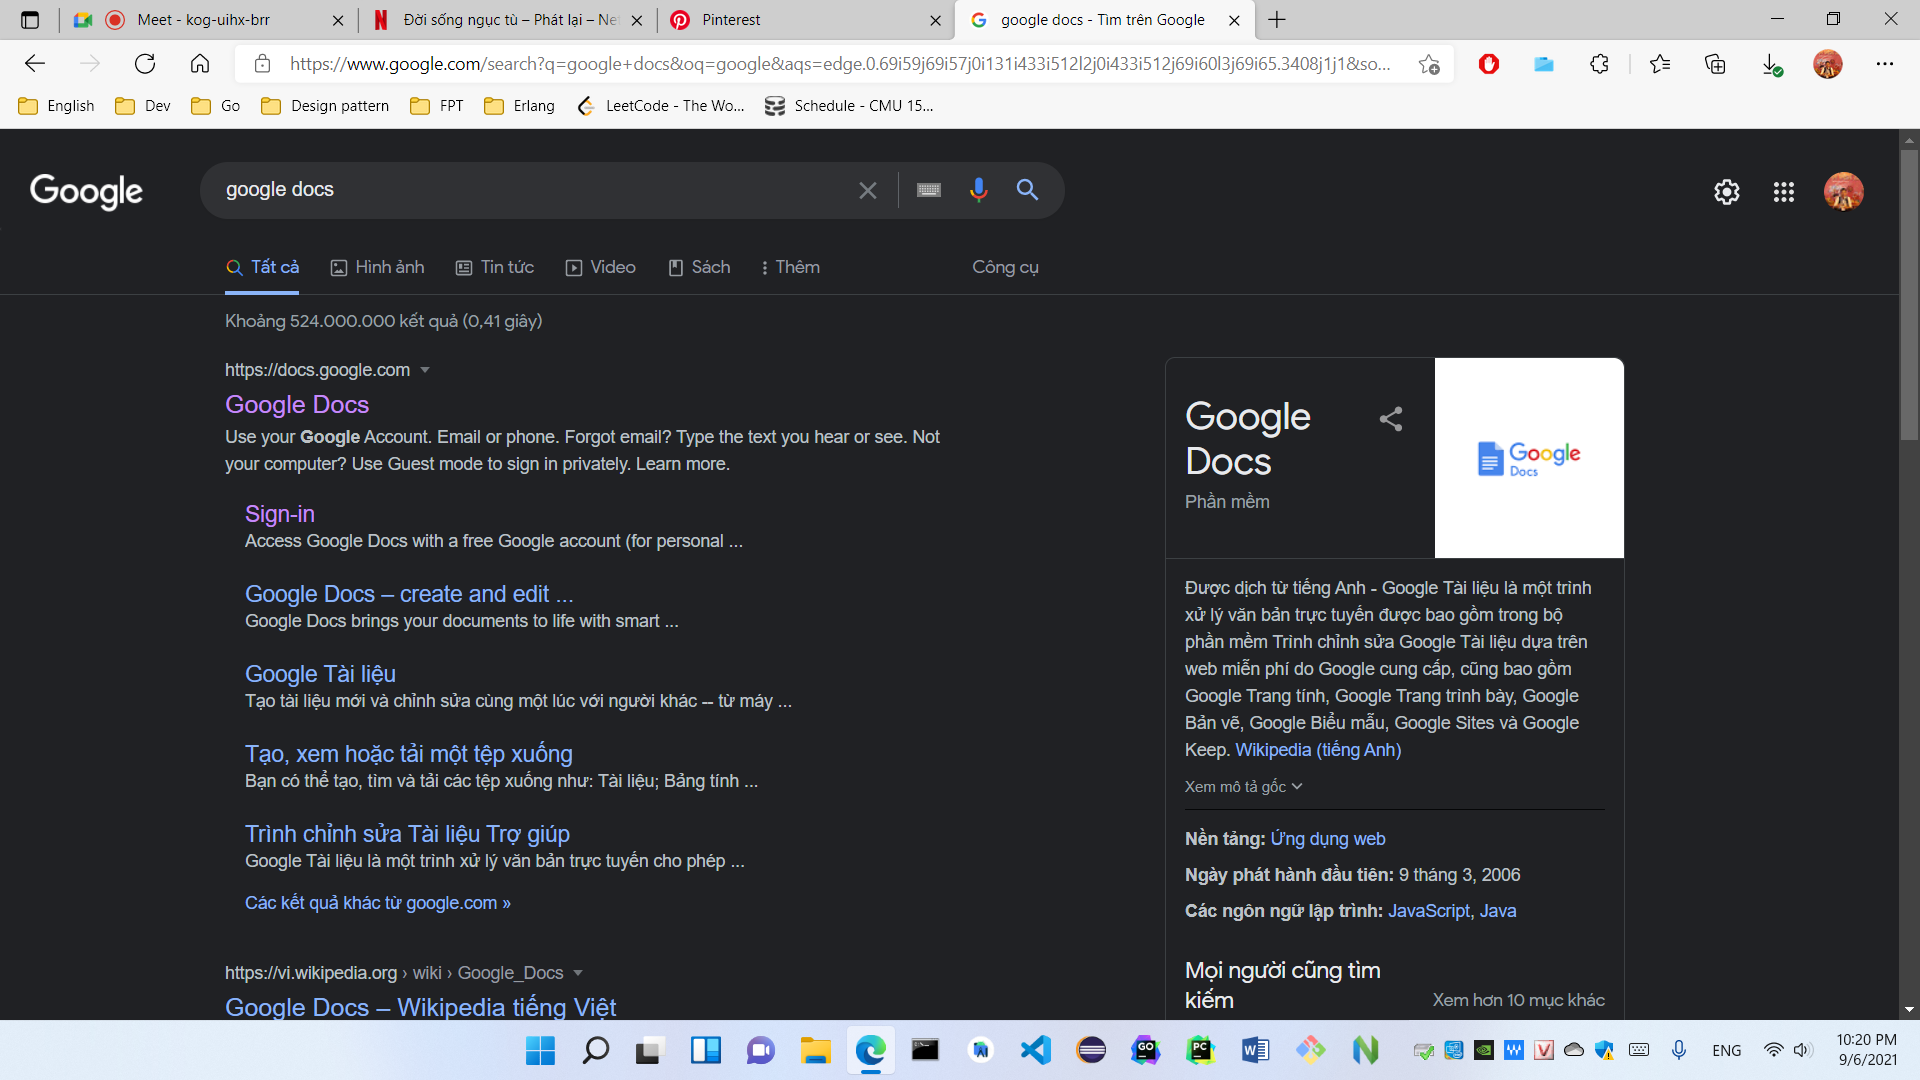 Meet - kog-uihx-brr
Đời sống ngục tù – Phát lại – Ne
Pinterest
google docs - Tìm trên Google
https://www.google.com/search?q=google+docs&oq=google&aqs=edge.0.69i59j69i57j0i131i433i512l2j0i433i512j69i60l3j69i65.3408j1j1&so...
English
Dev
Go
Design pattern
FPT
Erlang
LeetCode - The Wo...
Schedule - CMU 15...
Google
google docs
Tất cả
Hình ảnh
Tin tức
Video
Sách
Thêm
Công cụ
Khoảng 524.000.000 kết quả (0,41 giây)
https://docs.google.com
Google Docs
Use your Google Account. Email or phone. Forgot email? Type the text you hear or see. Not
your computer? Use Guest mode to sign in privately. Learn more.
Sign-in
Access Google Docs with a free Google account (for personal ...
Google Docs – create and edit ...
Google Docs brings your documents to life with smart ...
Google Tài liệu
Tạo tài liệu mới và chỉnh sửa cùng một lúc với người khác -- từ máy ...
Tạo, xem hoặc tải một tệp xuống
Bạn có thể tạo, tìm và tải các tệp xuống như: Tài liệu; Bảng tính ...
Trình chỉnh sửa Tài liệu Trợ giúp
Google Tài liệu là một trình xử lý văn bản trực tuyến cho phép ...
Các kết quả khác từ google.com »
https://vi.wikipedia.org › wiki › Google_Docs
Google Docs – Wikipedia tiếng Việt
Google
Docs
Phần mềm
Google
Docs
Được dịch từ tiếng Anh - Google Tài liệu là một trình
xử lý văn bản trực tuyến được bao gồm trong bộ
phần mềm Trình chỉnh sửa Google Tài liệu dựa trên
web miễn phí do Google cung cấp, cũng bao gồm
Google Trang tính, Google Trang trình bày, Google
Bản vẽ, Google Biểu mẫu, Google Sites và Google
Keep. Wikipedia (tiếng Anh)
Xem mô tả gốc
Nền tảng: Ứng dụng web
Ngày phát hành đầu tiên: 9 tháng 3, 2006
Các ngôn ngữ lập trình: JavaScript, Java
Mọi người cũng tìm
kiếm
Xem hơn 10 mục khác
GO
PC
ENG
10:20 PM
9/6/2021